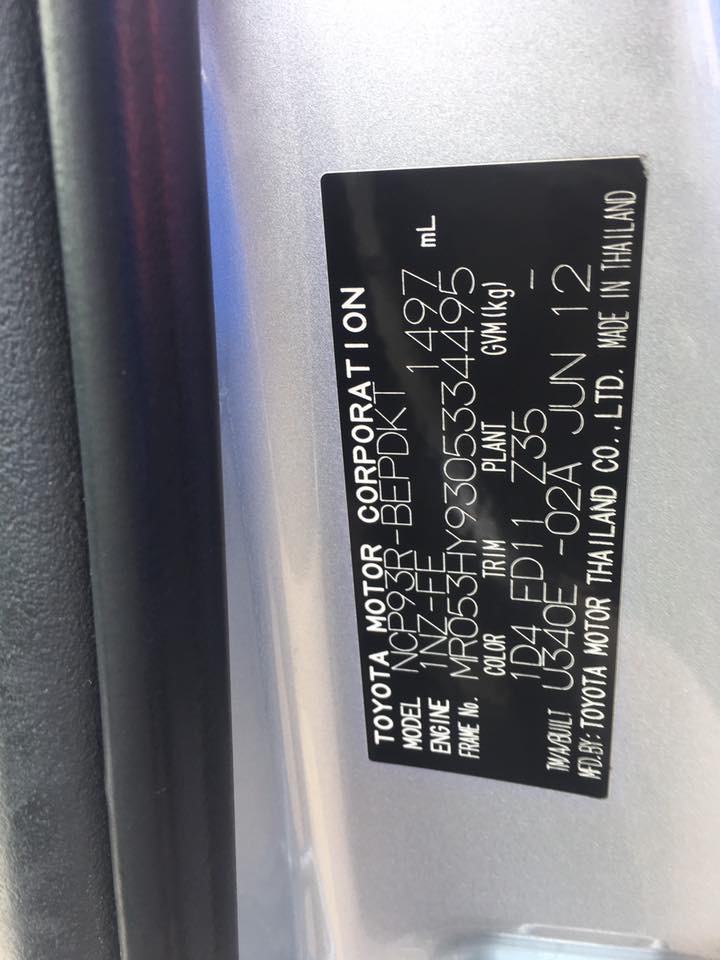 TOYOTA MOTOR CORPORATION
MODEL NCP93R-BEPDKT
ENGINE 1NZ-FE 1497 mL
FRAME No. MR053HY9305334495
COLOR TRIM PLANT GVM(kg)
1D4 FD11 Z35 -
TM/A/BUILT U340E -02A JUN 12
MFD.BY:TOYOTA MOTOR THAILAND CO.,LTD. MADE IN THAILAND